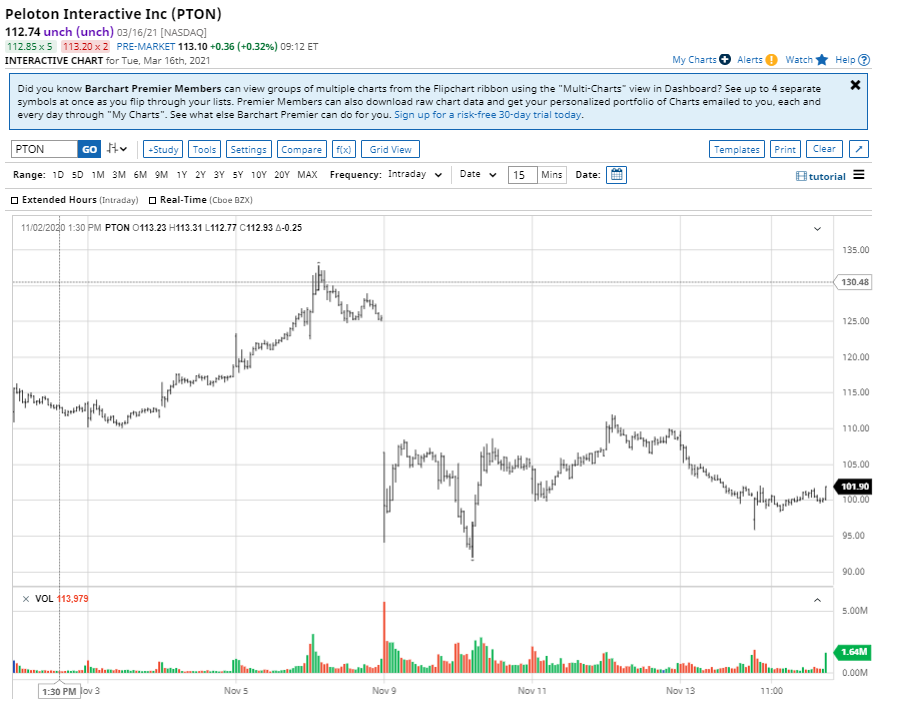 Peloton Interactive Inc (PTON)
112.74 unch (unch) 03/16/21 [NASDAQ]
112.85 x 5 113.20 x 2 PRE-MARKET 113.10 +0.36 (+0.32%) 09:12 ET
INTERACTIVE CHART for Tue, Mar 16th, 2021
My Charts Alerts Watch Help
Did you know Barchart Premier Members can view groups of multiple charts from the Flipchart ribbon using the "Multi-Charts" view in Dashboard? See up to 4 separate
symbols at once as you flip through your lists. Premier Members can also download raw chart data and get your personalized portfolio of Charts emailed to you, each and
every day through "My Charts". See what else Barchart Premier can do for you. Sign up for a risk-free 30-day trial today.
PTON GO +Study Tools Settings Compare f(x) Grid View Templates Print Clear
Range: 1D 5D 1M 3M 6M 9M 1Y 2Y 3Y 5Y 10Y 20Y MAX Frequency: Intraday Date 15 Mins Date: tutorial
Extended Hours (Intraday) Real-Time (Cboe BZX)
11/02/2020 1:30 PM PTON O113.23 H113.31 L112.77 C112.93 Δ-0.25
135.00
130.48
125.00
120.00
115.00
110.00
105.00
101.90
100.00
95.00
90.00
× VOL 113,979
5.00M
1.64M
0.00M
1:30 PM ov 3 Nov 5 Nov 9 Nov 11 Nov 13 11:00